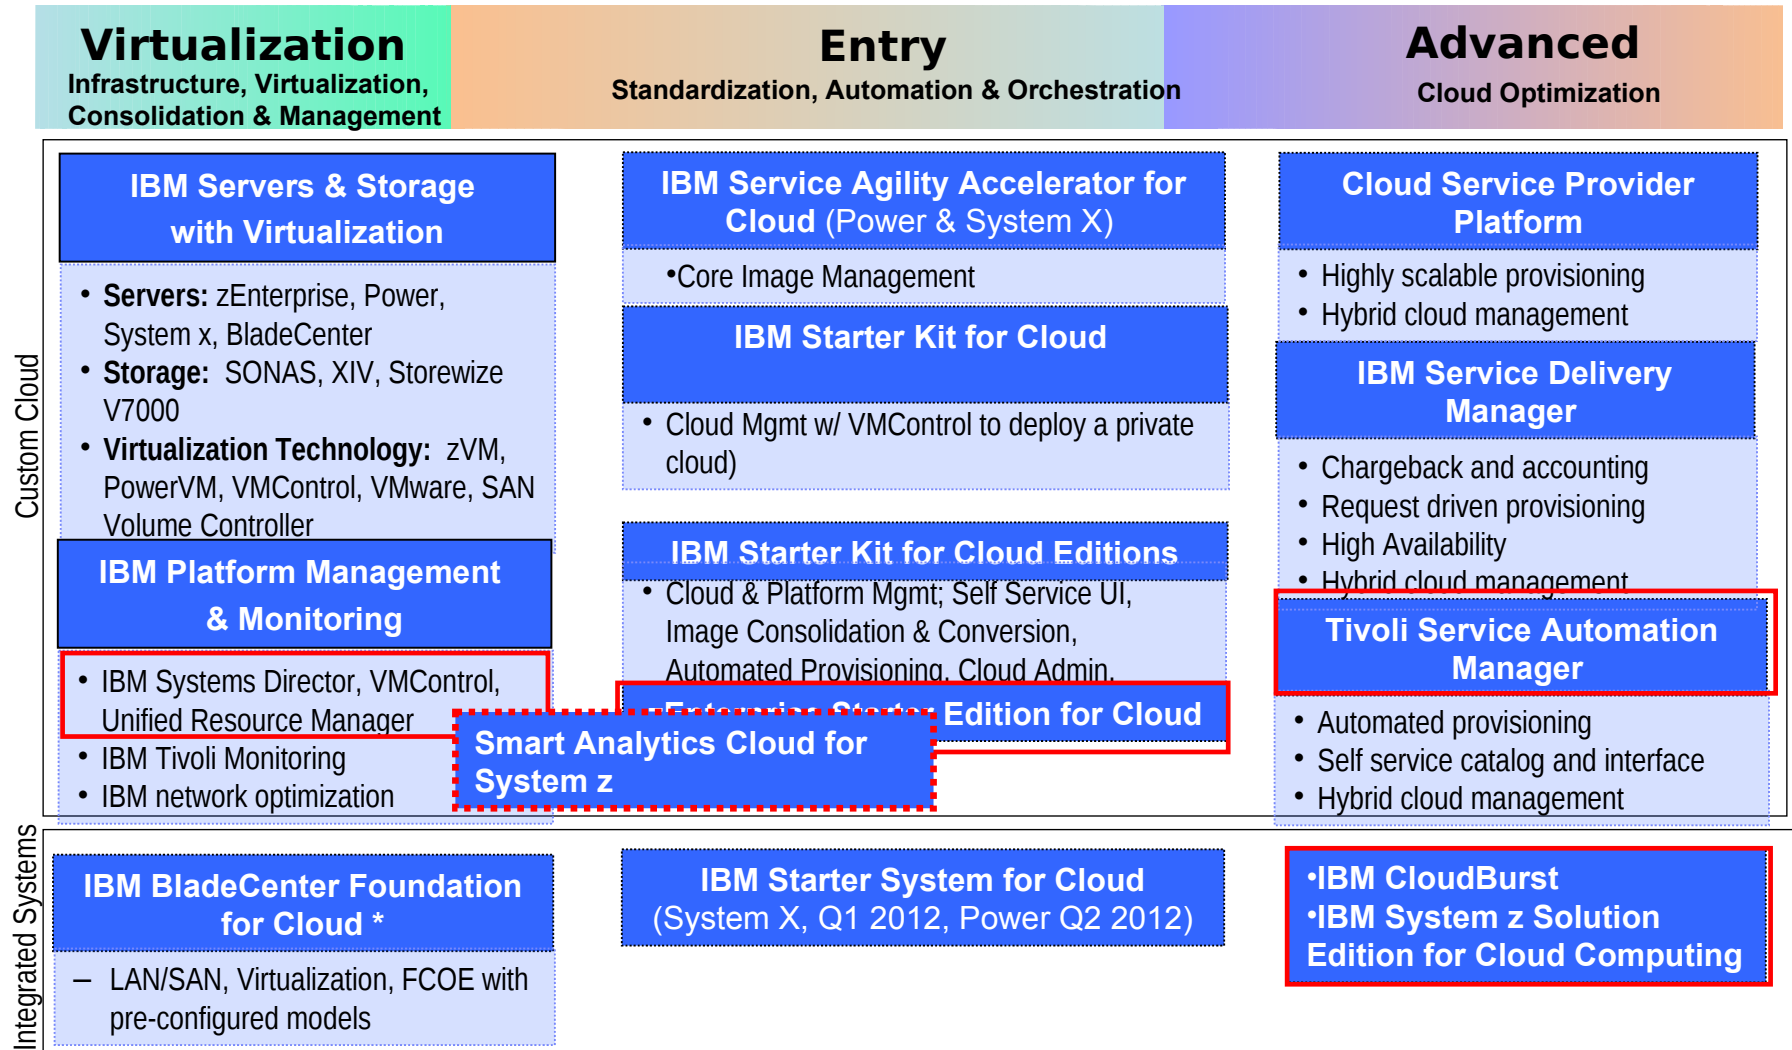 Virtualization
Infrastructure, Virtualization,
Consolidation & Management
Entry
Standardization, Automation & Orchestration
Advanced
Cloud Optimization
Custom Cloud
IBM Servers & Storage
with Virtualization
• Servers: zEnterprise, Power,
System x, BladeCenter
• Storage: SONAS, XIV, Storewize
V7000
• Virtualization Technology: zVM,
PowerVM, VMControl, VMware, SAN
Volume Controller
IBM Platform Management
& Monitoring
• IBM Systems Director, VMControl,
Unified Resource Manager
• IBM Tivoli Monitoring
• IBM network optimization
IBM Service Agility Accelerator for
Cloud (Power & System X)
•Core Image Management
IBM Starter Kit for Cloud
• Cloud Mgmt w/ VMControl to deploy a private
cloud)
IBM Starter Kit for Cloud Editions
• Cloud & Platform Mgmt; Self Service UI,
Image Consolidation & Conversion,
Automated Provisioning, Cloud Admin.
Enterprise Starter Edition for Cloud
Smart Analytics Cloud for
System z
Cloud Service Provider
Platform
• Highly scalable provisioning
• Hybrid cloud management
IBM Service Delivery
Manager
• Chargeback and accounting
• Request driven provisioning
• High Availability
• Hybrid cloud management
Tivoli Service Automation
Manager
• Automated provisioning
• Self service catalog and interface
• Hybrid cloud management
Integrated Systems
IBM BladeCenter Foundation
for Cloud *
– LAN/SAN, Virtualization, FCOE with
pre-configured models
IBM Starter System for Cloud
(System X, Q1 2012, Power Q2 2012)
•IBM CloudBurst
•IBM System z Solution
Edition for Cloud Computing